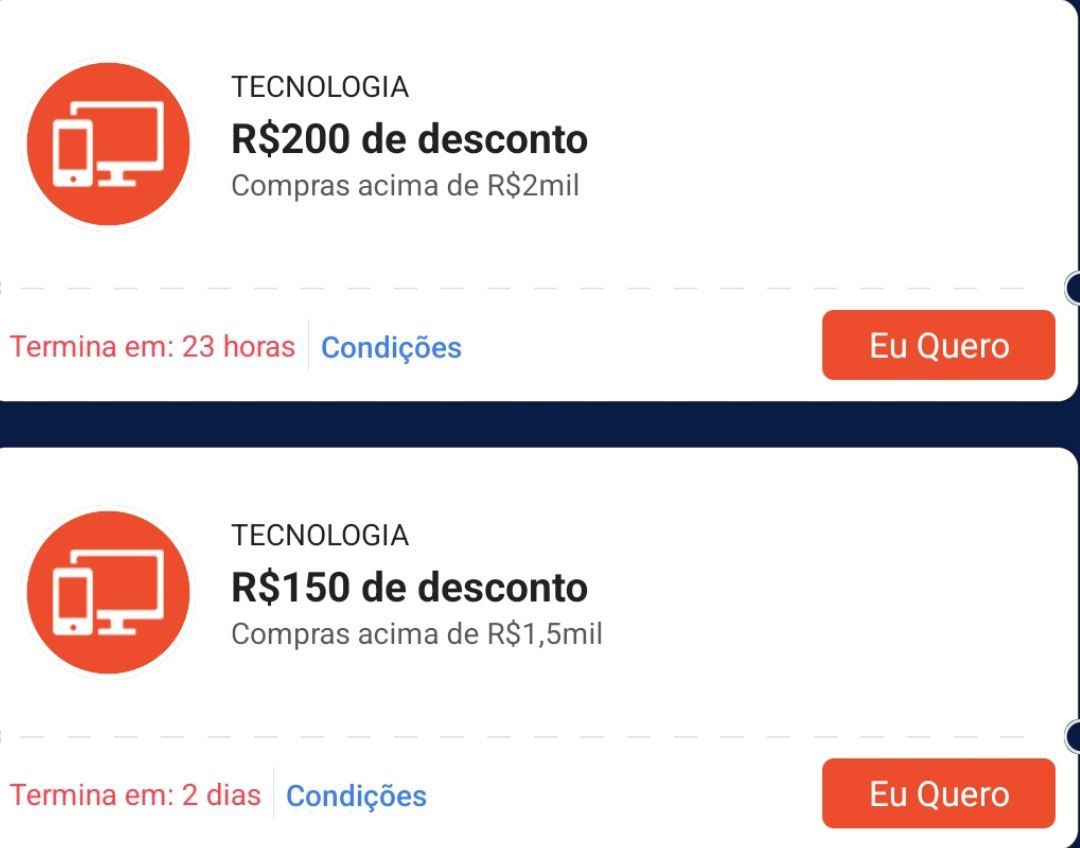 TECNOLOGIA
R$200 de desconto
Compras acima de R$2mil
Termina em: 23 horas
Condições
Eu Quero
TECNOLOGIA
R$150 de desconto
Compras acima de R$1,5mil
Termina em: 2 dias
Condições
Eu Quero